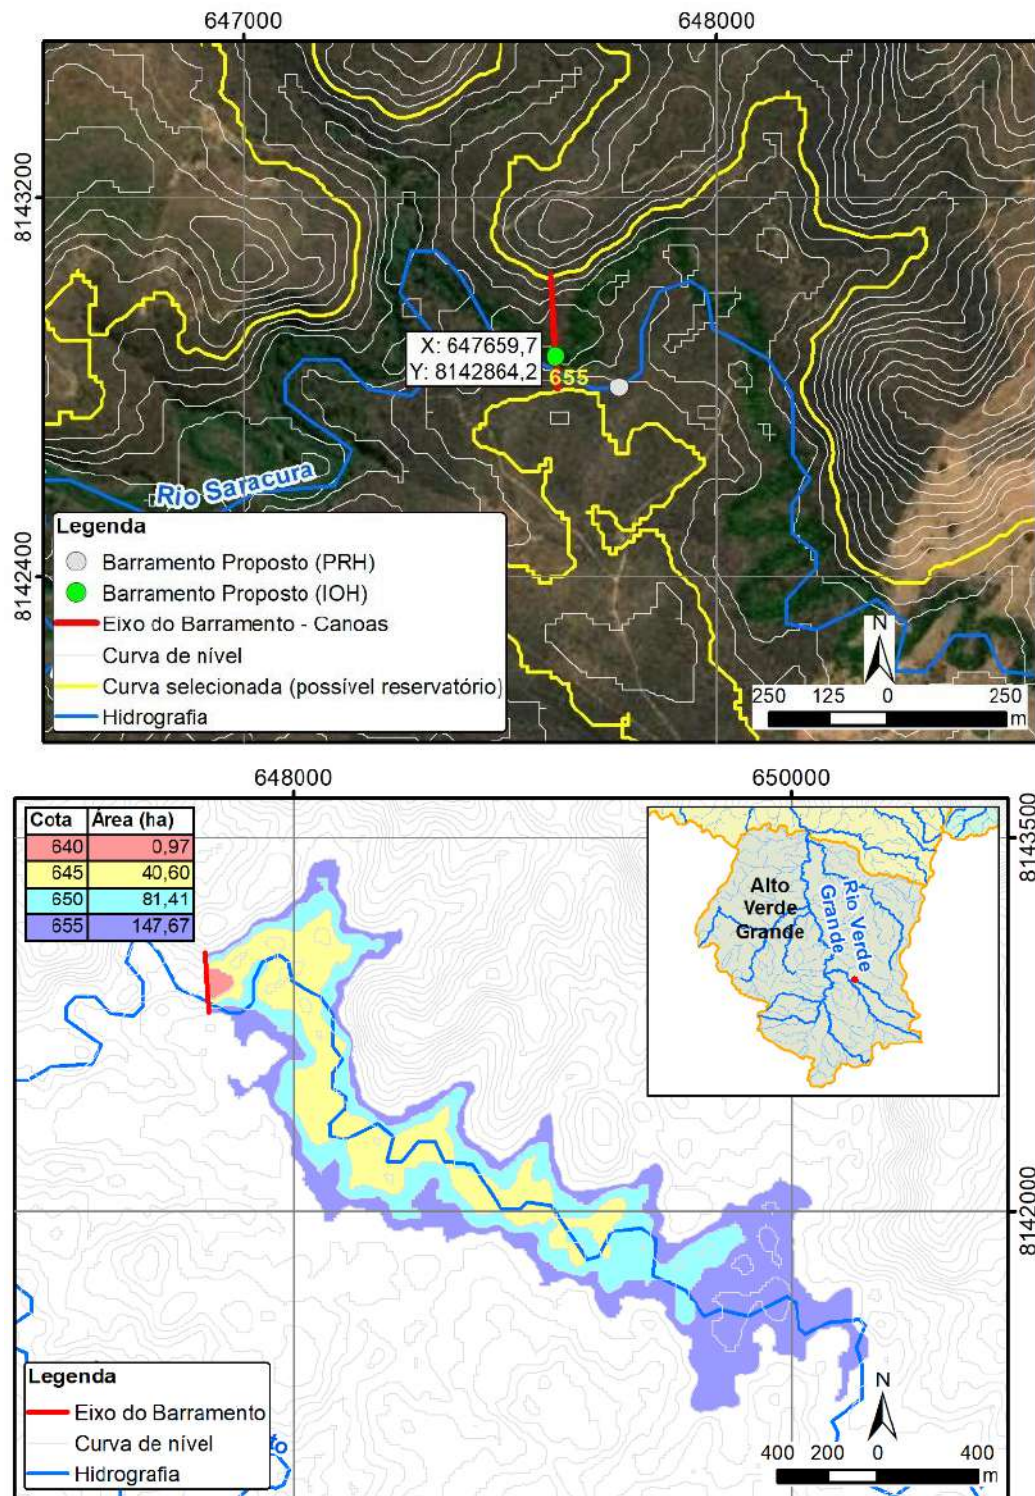 647000
648000
8143200
8142400
X: 647659,7
Y: 8142864,2
655
Rio Saracura
Legenda
Barramento Proposto (PRH)
Barramento Proposto (IOH)
Eixo do Barramento - Canoas
Curva de nível
Curva selecionada (possível reservatório)
Hidrografia
N
250 125 0 250
m
648000
650000
8143500
8142000
Cota Área (ha)
640 0,97
645 40,60
650 81,41
655 147,67
Alto
Verde
Grande
Rio Verde
Grande
Legenda
Eixo do Barramento
Curva de nível
Hidrografia
N
400 200 0 400
m